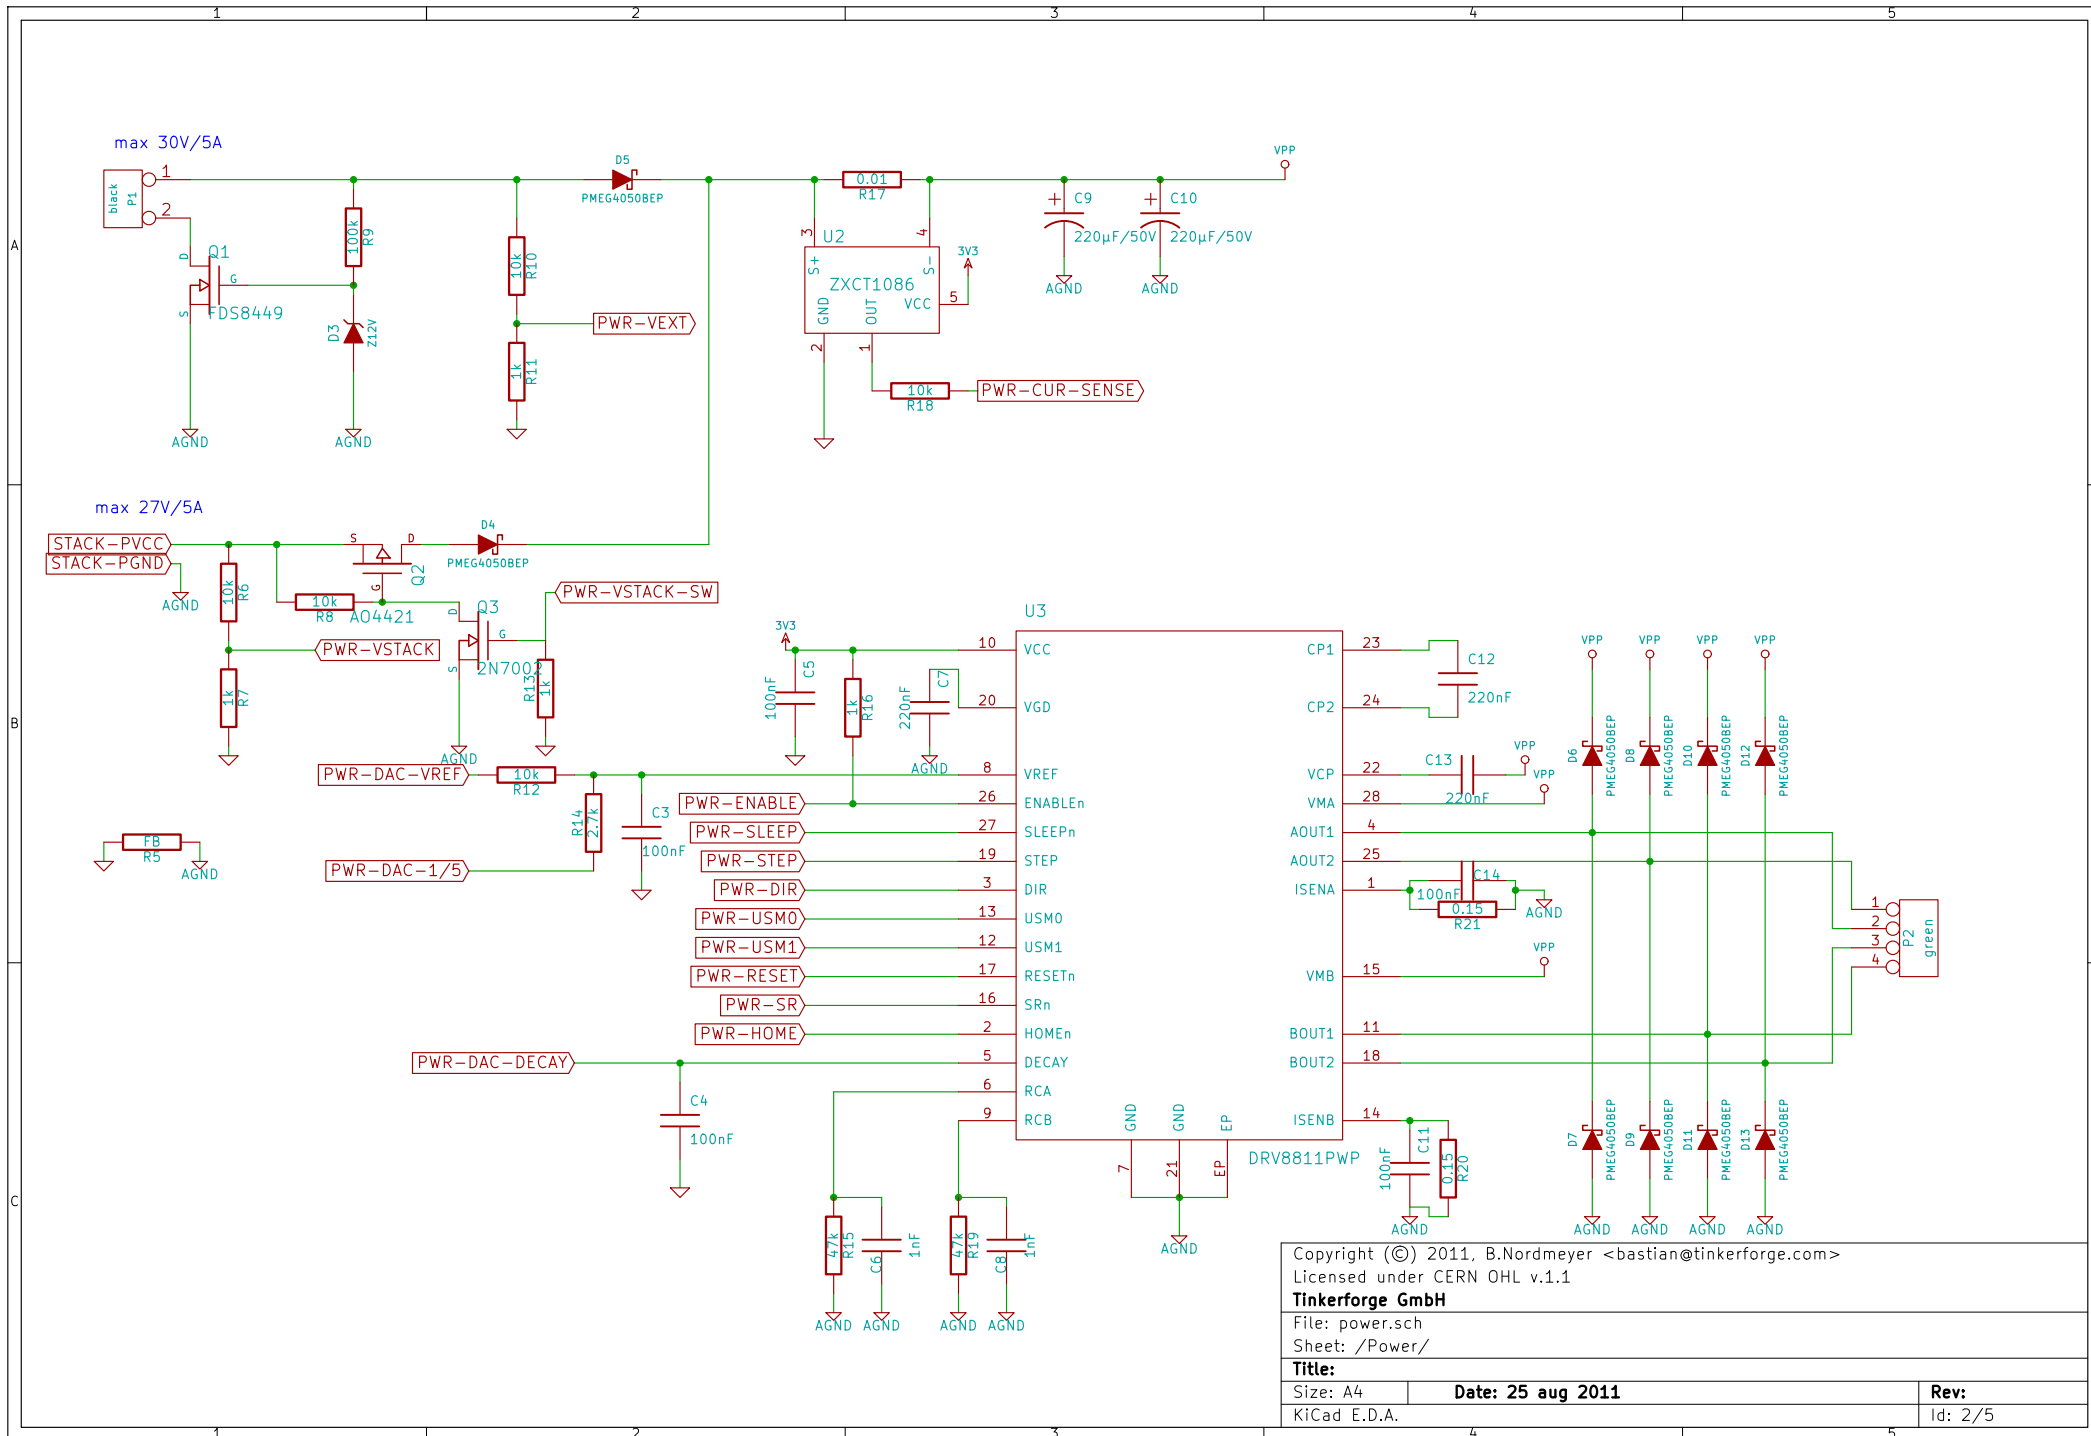 1 2 3 4 5
A
B
C
max 30V/5A
black
P1
1
2
Q1
D
G
S
FDS8449
AGND
100k
R9
D3
Z12V
AGND
10k
R10
1k
R11
PWR-VEXT
D5
PMEG4050BEP
0.01
R17
U2
3
4
S+
S-
ZXCT1086
GND
OUT
VCC
5
3V3
2
1
10k
R18
PWR-CUR-SENSE
C9
220µF/50V
AGND
C10
220µF/50V
AGND
VPP
max 27V/5A
STACK-PVCC
STACK-PGND
AGND
10k
R6
1k
R7
PWR-VSTACK
10k
R8
S
D
G
Q2
AO4421
D4
PMEG4050BEP
Q3
D
G
S
2N7002
AGND
PWR-VSTACK-SW
R13
1k
FB
R5
AGND
PWR-DAC-VREF
10k
R12
R14
2.7k
PWR-DAC-1/5
C3
100nF
3V3
C5
100nF
1k
R16
C7
220nF
AGND
PWR-ENABLE
PWR-SLEEP
PWR-STEP
PWR-DIR
PWR-USM0
PWR-USM1
PWR-RESET
PWR-SR
PWR-HOME
PWR-DAC-DECAY
C4
100nF
U3
10 VCC
20 VGD
8 VREF
26 ENABLEn
27 SLEEPn
19 STEP
3 DIR
13 USM0
12 USM1
17 RESETn
16 SRn
2 HOMEn
5 DECAY
6 RCA
9 RCB
GND
GND
EP
7
21
EP
AGND
DRV8811PWP
CP1 23
CP2 24
VCP 22
VMA 28
AOUT1 4
AOUT2 25
ISENA 1
VMB 15
BOUT1 11
BOUT2 18
ISENB 14
C12
220nF
C13
220nF
VPP
VPP
C14
100nF
0.15
R21
AGND
VPP
C11
100nF
0.15
R20
AGND
47k
R15
C6
1nF
AGND AGND
47k
R19
C8
1nF
AGND AGND
VPP VPP VPP VPP
D6
PMEG4050BEP
D8
PMEG4050BEP
D10
PMEG4050BEP
D12
PMEG4050BEP
1
2
3
4
P2
green
D7
PMEG4050BEP
D9
PMEG4050BEP
D11
PMEG4050BEP
D13
PMEG4050BEP
AGND AGND AGND AGND
Copyright (©) 2011, B.Nordmeyer <bastian@tinkerforge.com>
Licensed under CERN OHL v.1.1
Tinkerforge GmbH
File: power.sch
Sheet: /Power/
Title:
Size: A4 Date: 25 aug 2011 Rev:
KiCad E.D.A. Id: 2/5
1 2 3 4 5